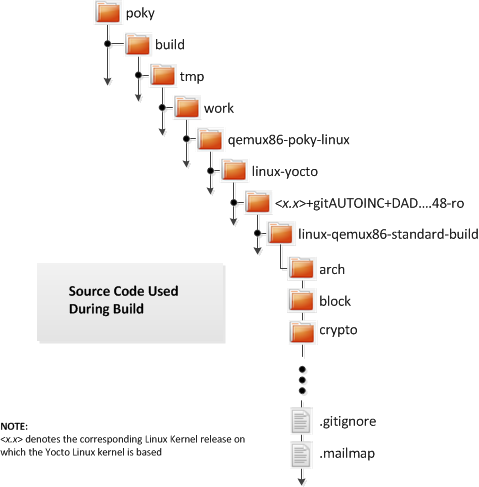 poky
build
tmp
work
qemux86-poky-linux
linux-yocto
<x.x>+gitAUTOINC+DAD....48-ro
linux-qemux86-standard-build
arch
block
crypto
Source Code Used
During Build
.gitignore
.mailmap
NOTE:
<x.x> denotes the corresponding Linux Kernel release on
which the Yocto Linux kernel is based